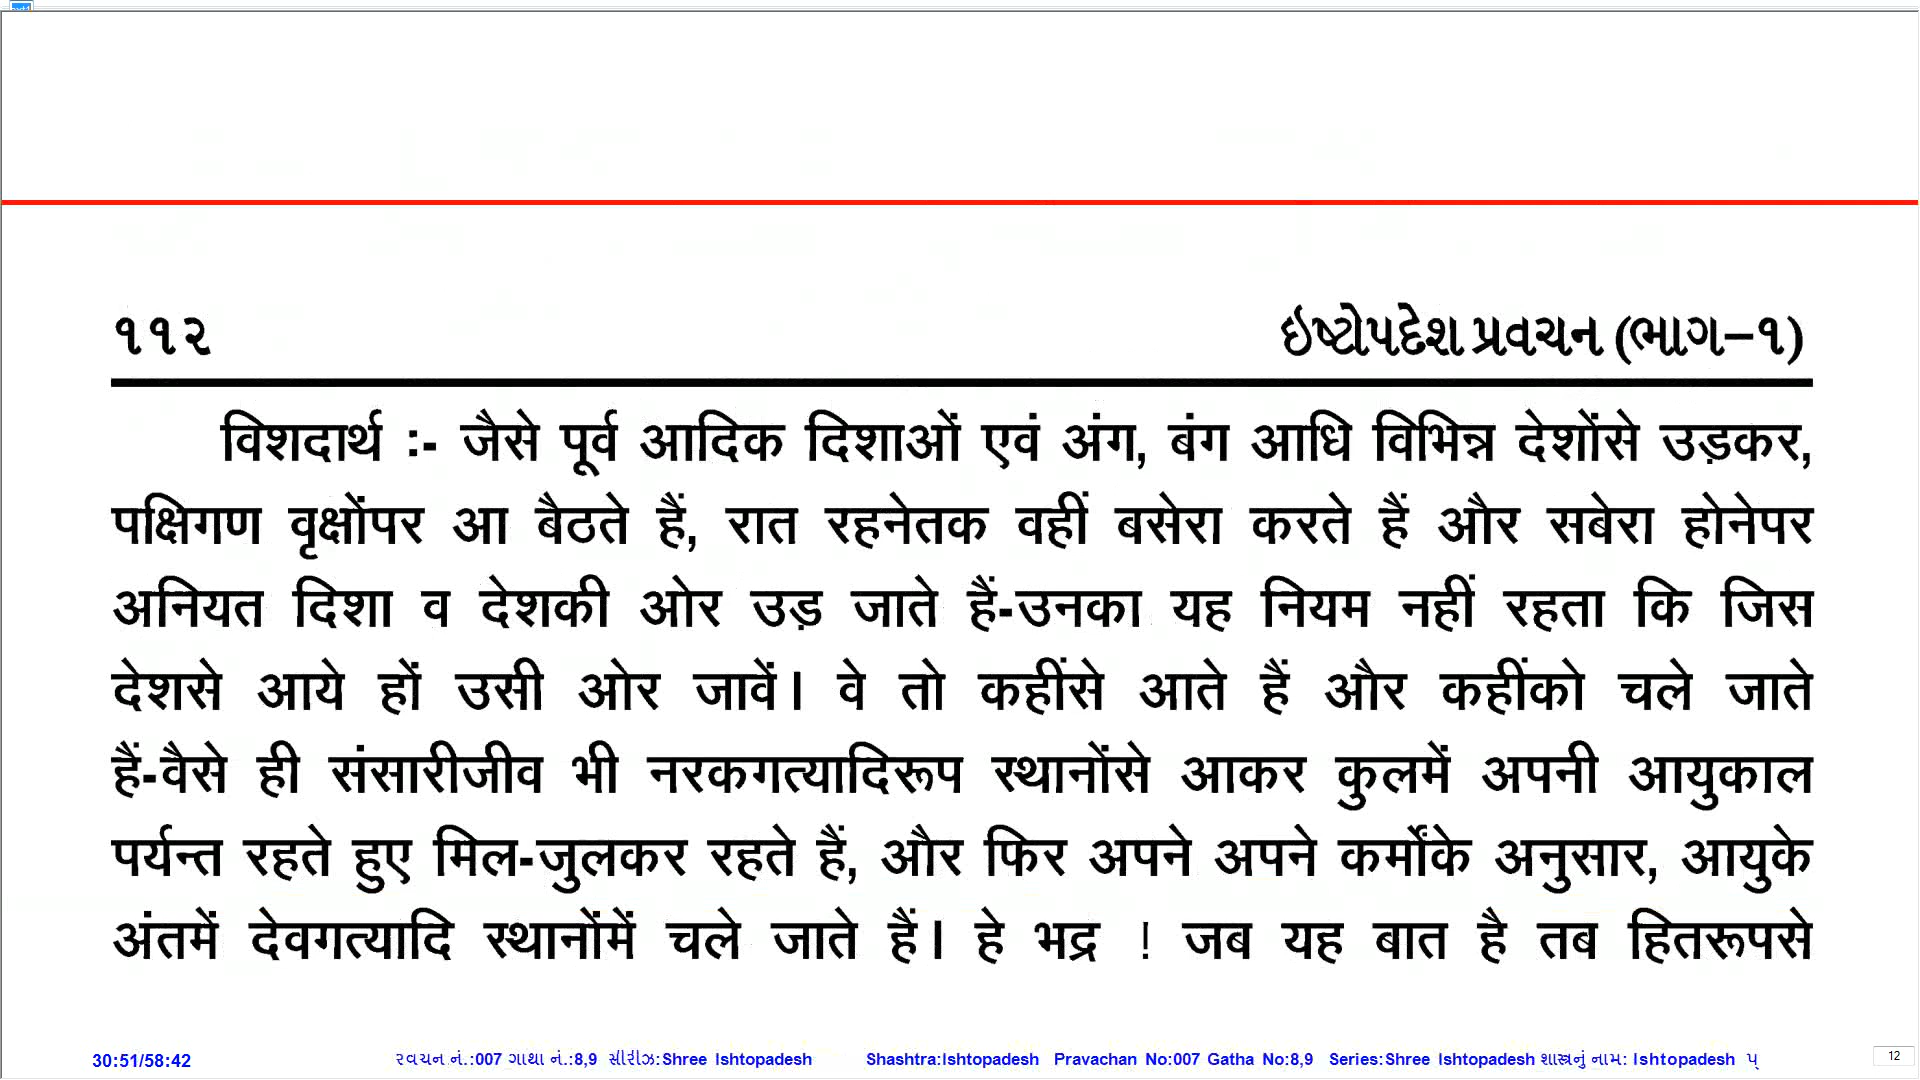 ૧૧૨ ઇષ્ટોપદેશ પ્રવચન (ભાગ–૧)
विशदार्थ :- जैसे पूर्व आदिक दिशाओं एवं अंग, बंग आधि विभिन्न देशोंसे उड़कर,
पक्षिगण वृक्षोंपर आ बैठते हैं, रात रहनेतक वहीं बसेरा करते हैं और सबेरा होनेपर
अनियत दिशा व देशकी ओर उड़ जाते हैं-उनका यह नियम नहीं रहता कि जिस
देशसे आये हों उसी ओर जावें। वे तो कहींसे आते हैं और कहींको चले जाते
हैं-वैसे ही संसारीजीव भी नरकगत्यादिरूप स्थानोंसे आकर कुलमें अपनी आयुकाल
पर्यन्त रहते हुए मिल-जुलकर रहते हैं, और फिर अपने अपने कर्मोंके अनुसार, आयुके
अंतमें देवगत्यादि स्थानोंमें चले जाते हैं। हे भद्र ! जब यह बात है तब हितरूपसे
30:51/58:42 રવચન નં.:007 ગાથા નં.:8,9 સીરીઝ:Shree Ishtopadesh Shashtra:Ishtopadesh Pravachan No:007 Gatha No:8,9 Series:Shree Ishtopadesh શાસ્ત્રનું નામ: Ishtopadesh પ્ 12